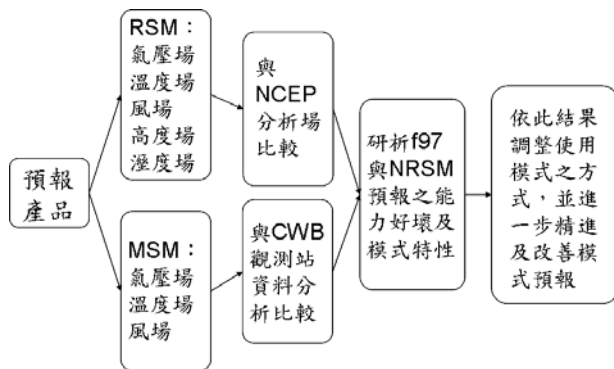 預報
產品
RSM：
氣壓場
溫度場
風場
高度場
溼度場
MSM：
氣壓場
溫度場
風場
與
NCEP
分析場
比較
與CWB
觀測站
資料分
析比較
研析f97
與NRSM
預報之能
力好壞及
模式特性
依此結果
調整使用
模式之方
式，並進
一步精進
及改善模
式預報